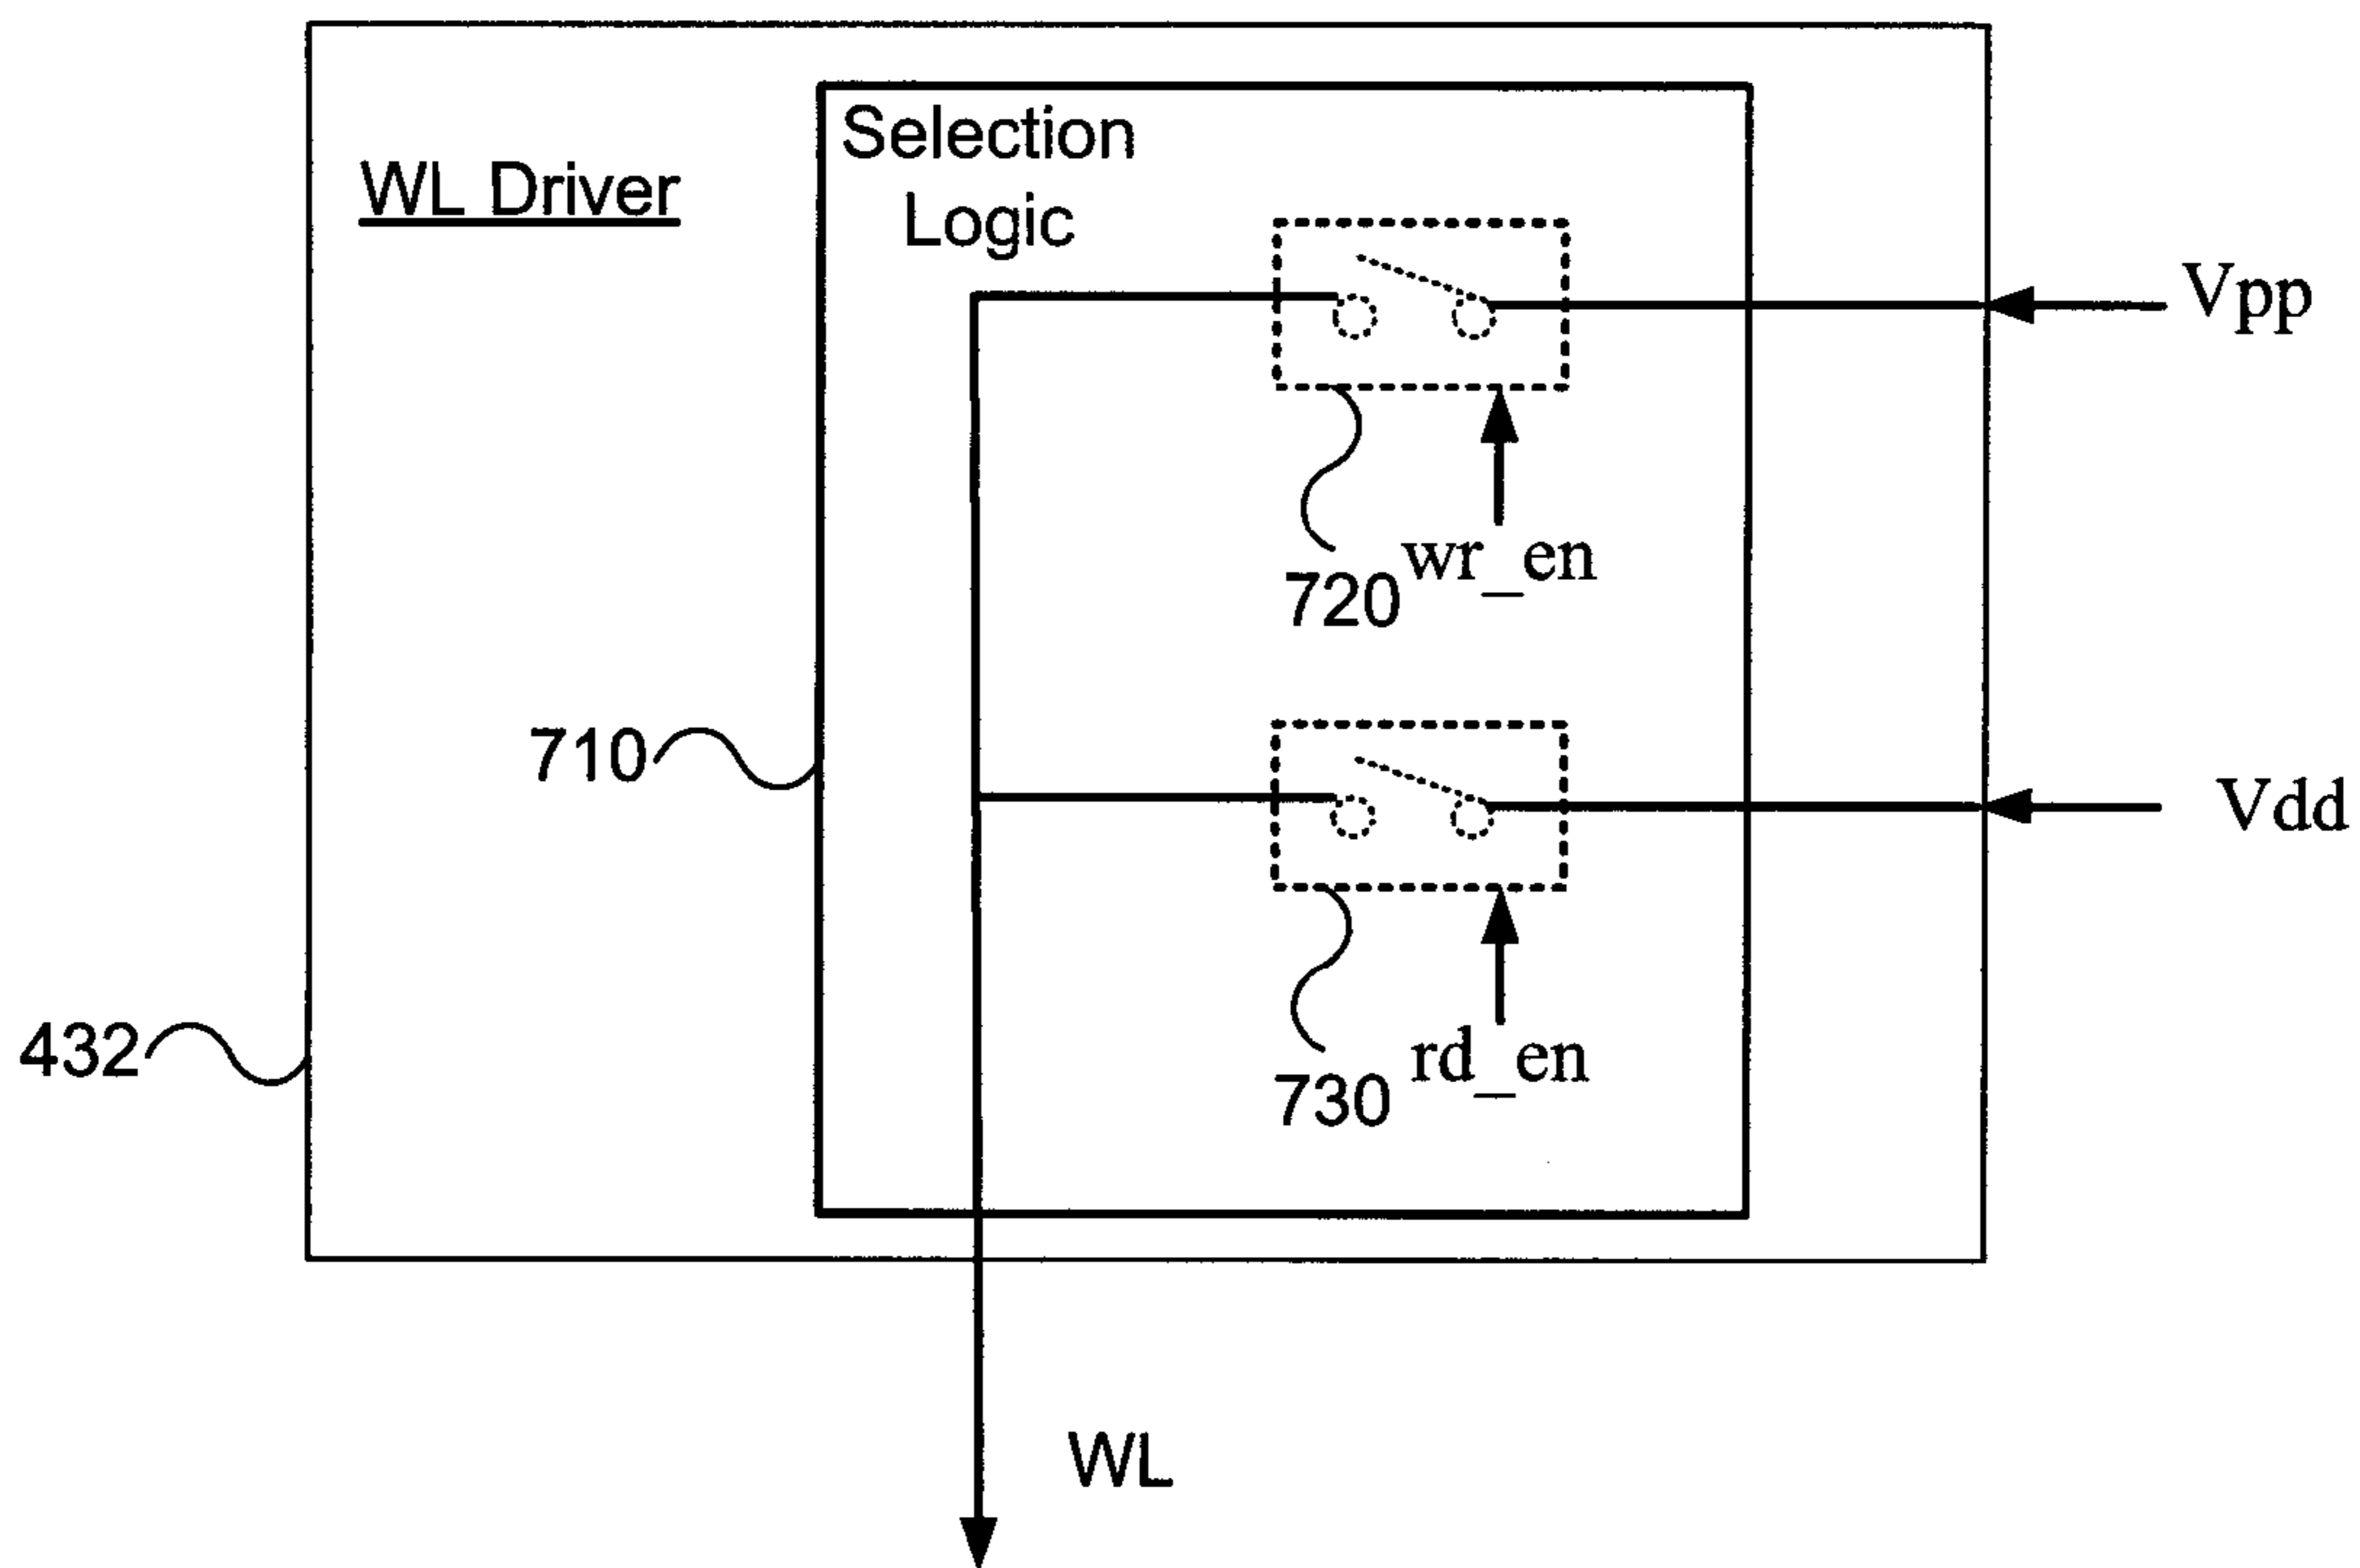 Selection
Logic
WL Driver
Vpp
wr_en
720
710
Vdd
432
rd_en
730
WL